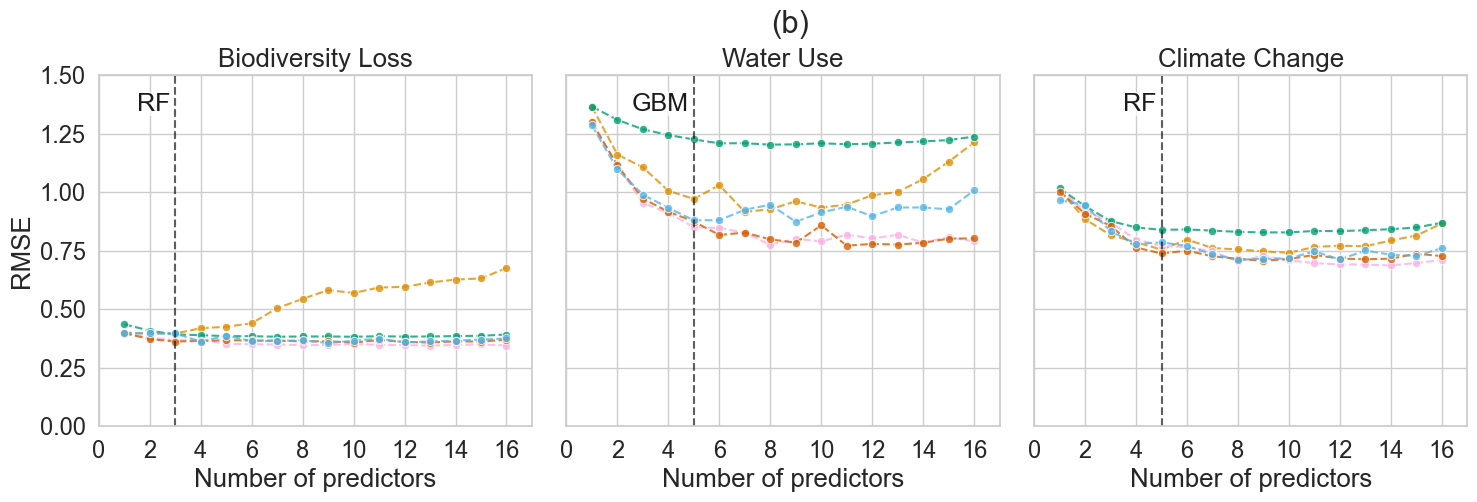 (b)
Biodiversity Loss
Water Use
Climate Change
RMSE
1.50
1.25
1.00
0.75
0.50
0.25
0.00
RF
GBM
RF
0 2 4 6 8 10 12 14 16
0 2 4 6 8 10 12 14 16
0 2 4 6 8 10 12 14 16
Number of predictors
Number of predictors
Number of predictors